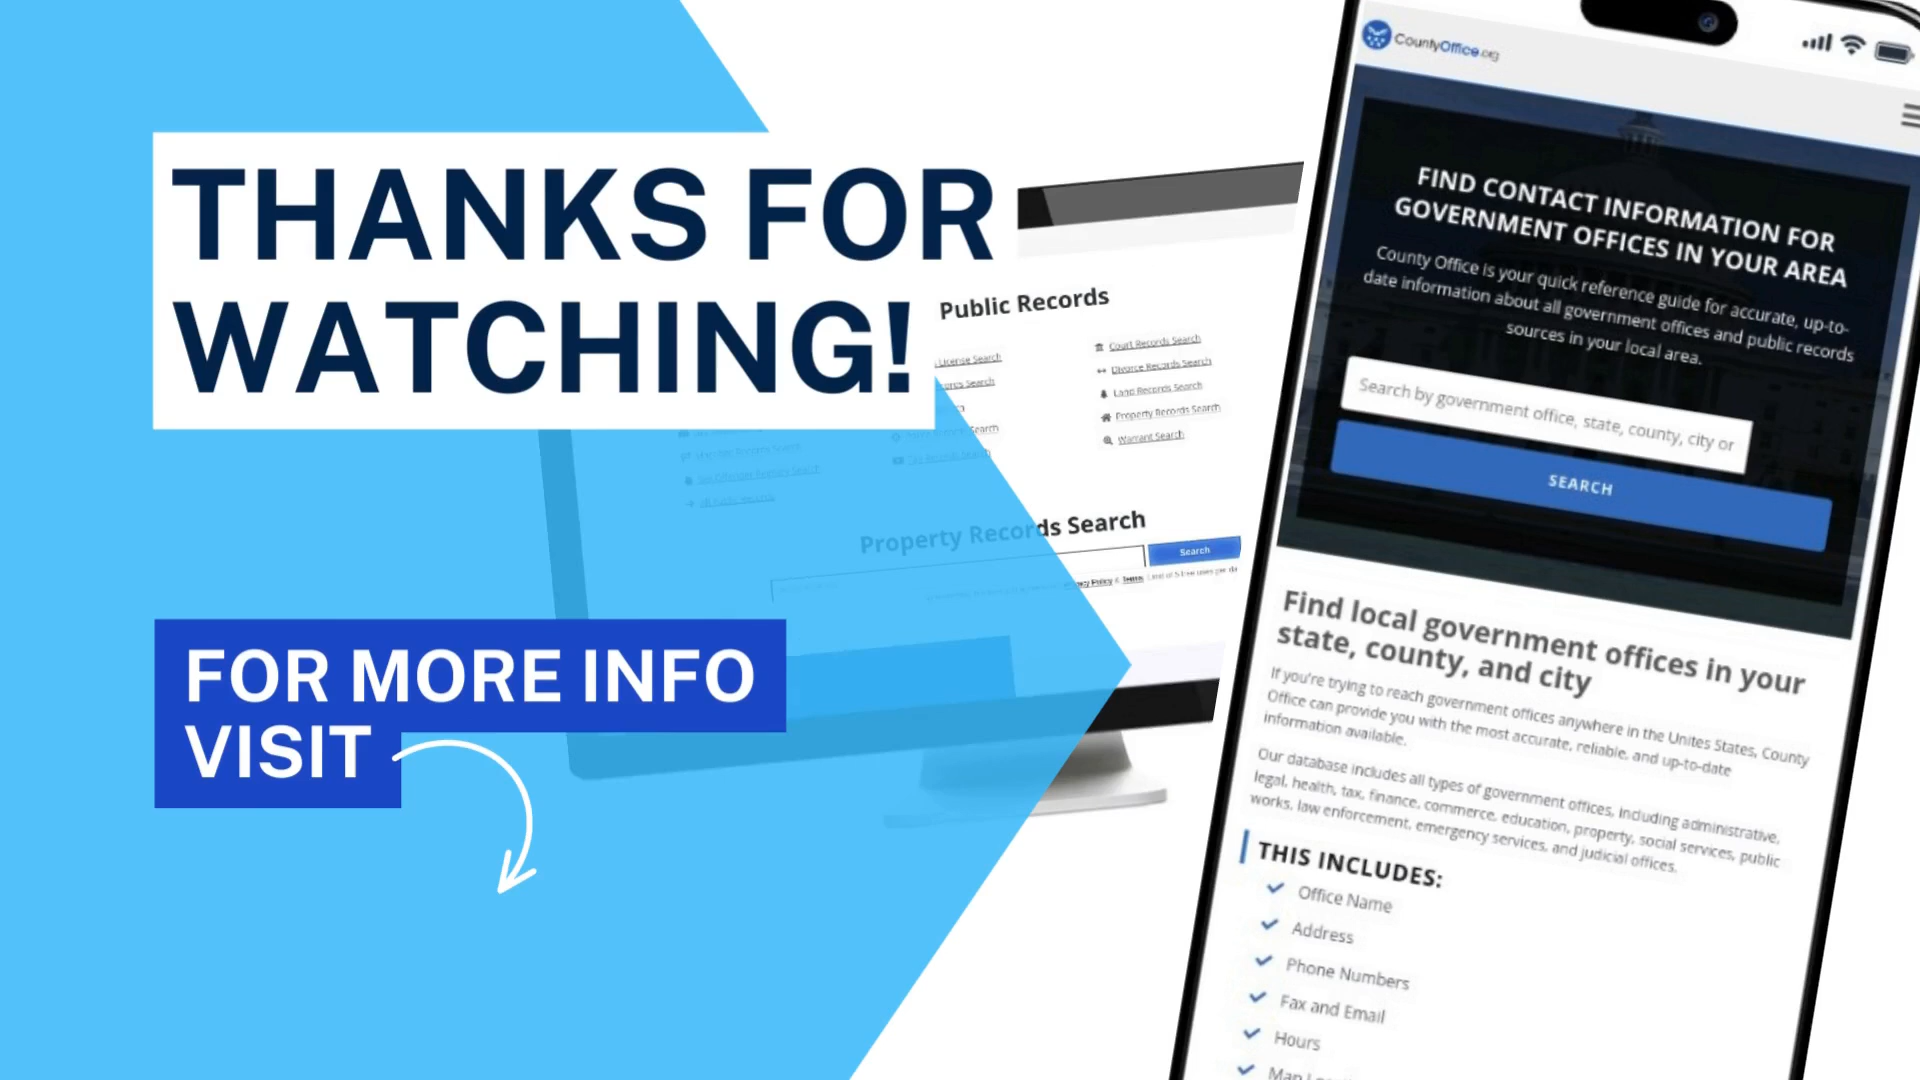 THANKS FOR
WATCHING!
FOR MORE INFO
VISIT
Public Records
License Search
Search
Search
Court Records Search
Divorce Records Search
Land Records Search
Property Records Search
Warrant Search
Property Records Search
Search
CountyOffice.org
FIND CONTACT INFORMATION FOR
GOVERNMENT OFFICES IN YOUR AREA
County Office is your quick reference guide for accurate, up-to-
date information about all government offices and public records
sources in your local area.
Search by government office, state, county, city or
SEARCH
Find local government offices in your
state, county, and city
If you're trying to reach government offices anywhere in the Unites States, County
Office can provide you with the most accurate, reliable, and up-to-date
information available.
Our database includes all types of government offices, including administrative,
legal, health, tax, finance, commerce, education, property, social services, public
works, law enforcement, emergency services, and judicial offices.
THIS INCLUDES:
Office Name
Address
Phone Numbers
Fax and Email
Hours